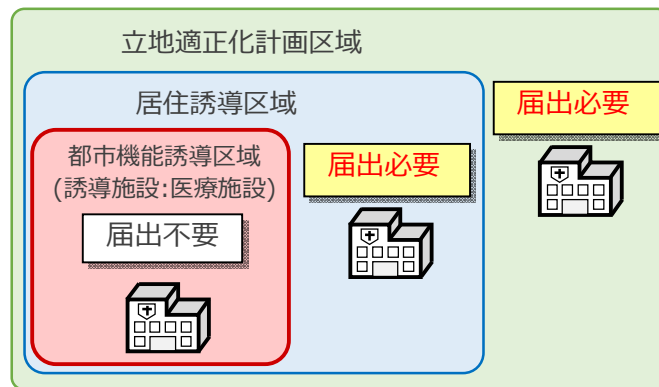 立地適正化計画区域
居住誘導区域
届出必要
都市機能誘導区域
(誘導施設:医療施設)
届出必要
届出不要